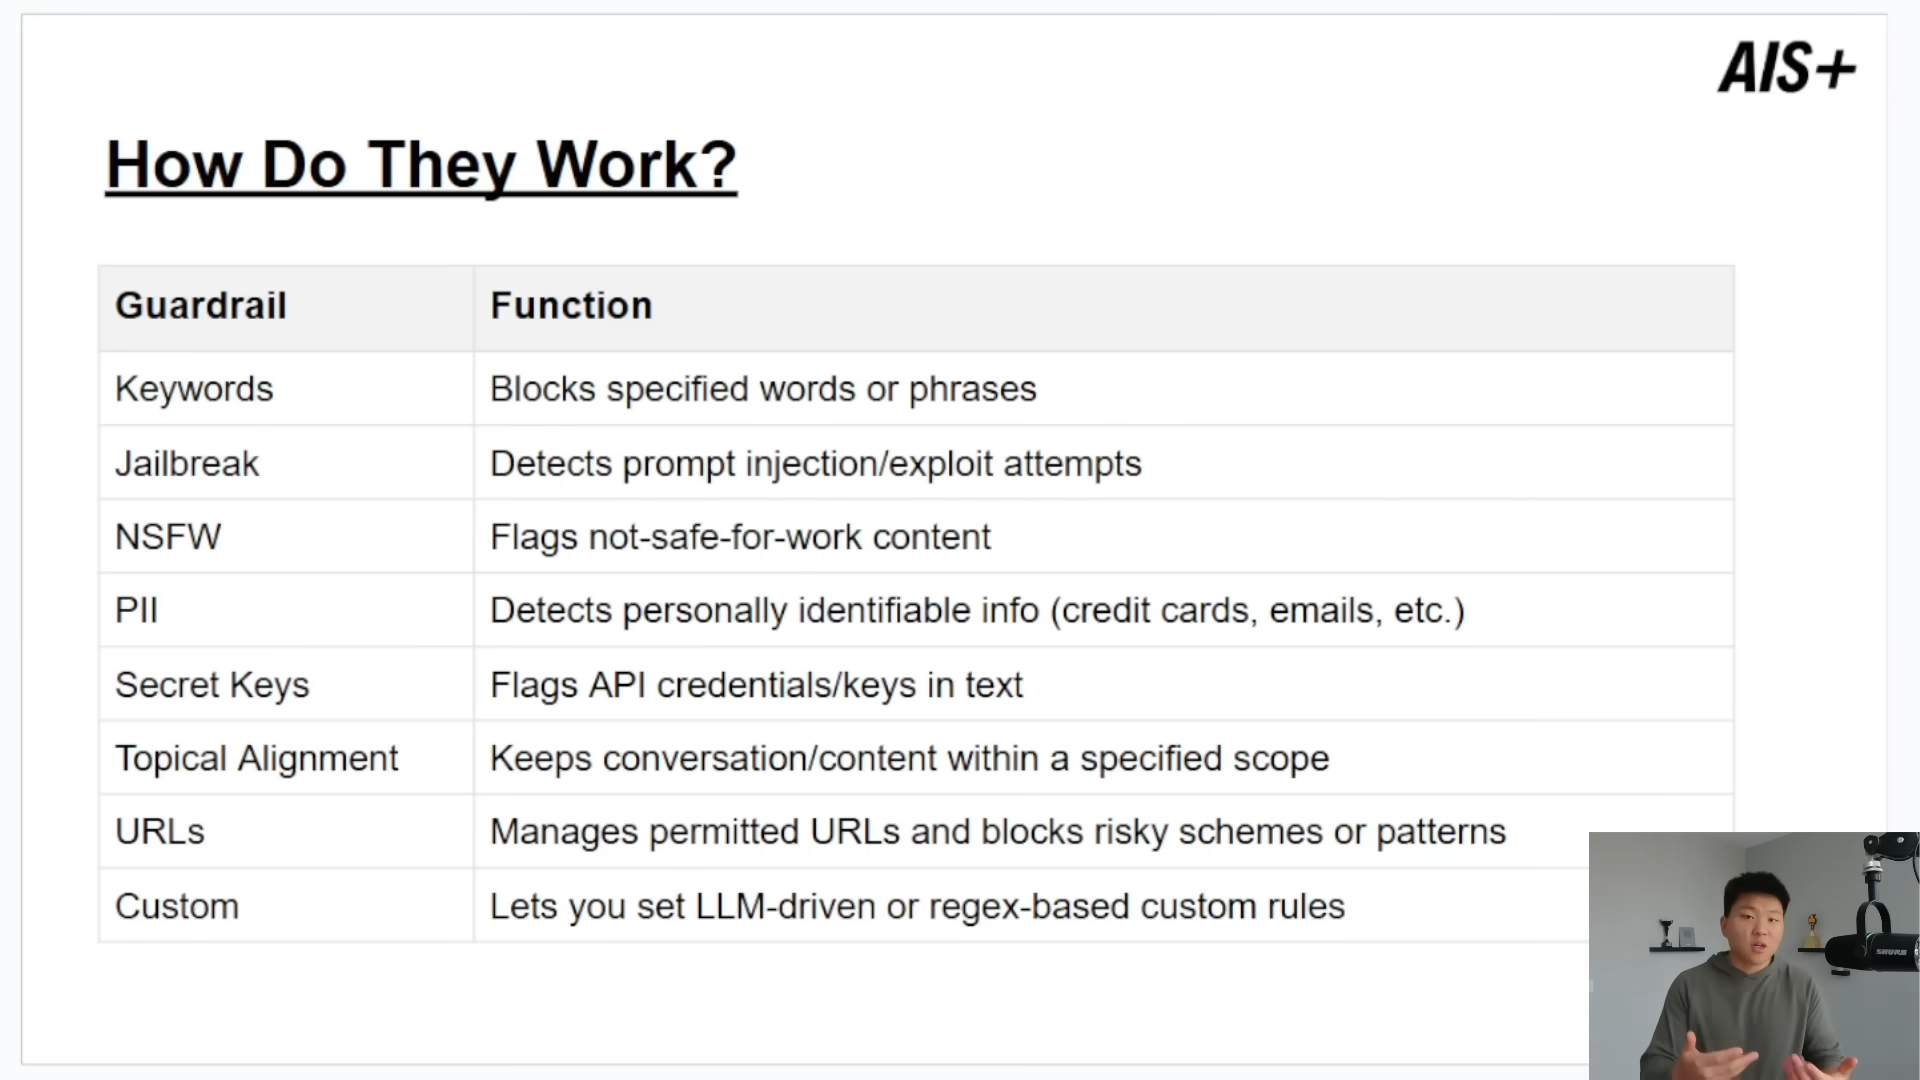 AIS+
How Do They Work?
Guardrail Function
Keywords Blocks specified words or phrases
Jailbreak Detects prompt injection/exploit attempts
NSFW Flags not-safe-for-work content
PII Detects personally identifiable info (credit cards, emails, etc.)
Secret Keys Flags API credentials/keys in text
Topical Alignment Keeps conversation/content within a specified scope
URLs Manages permitted URLs and blocks risky schemes or patterns
Custom Lets you set LLM-driven or regex-based custom rules
SHURE